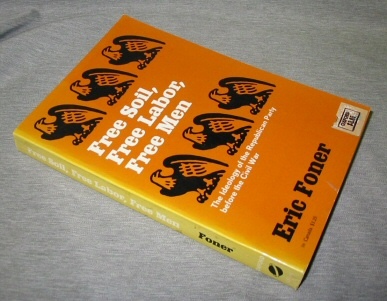 Free Soil,
Free Labor,
Free Men
The Ideology of the Republican Party
before the Civil War
Eric Foner
Free Soil, Free Labor, Free Men
Foner